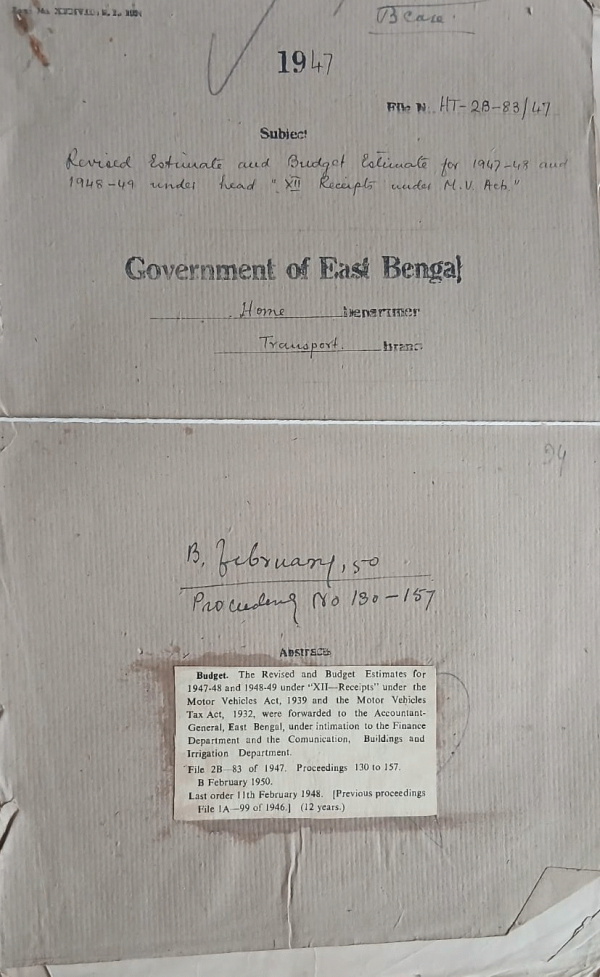 B Case.
1947
File N. HT-2B-83/47
Subject
Revised Estimate and Budget Estimate for 1947-48 and
1948-49 under head "XII Receipts under M.V. Act."
Government of East Bengal
Home Departmen
Transport. branc
94
B. February, 50
Proceeding No 130-157
Abstract
Budget. The Revised and Budget Estimates for
1947-48 and 1948-49 under "XII—Receipts" under the
Motor Vehicles Act, 1939 and the Motor Vehicles
Tax Act, 1932, were forwarded to the Accountant-
General, East Bengal, under intimation to the Finance
Department and the Comunication, Buildings and
Irrigation Department.
File 2B—83 of 1947. Proceedings 130 to 157.
B February 1950.
Last order 11th February 1948. [Previous proceedings
File 1A—99 of 1946.] (12 years.)